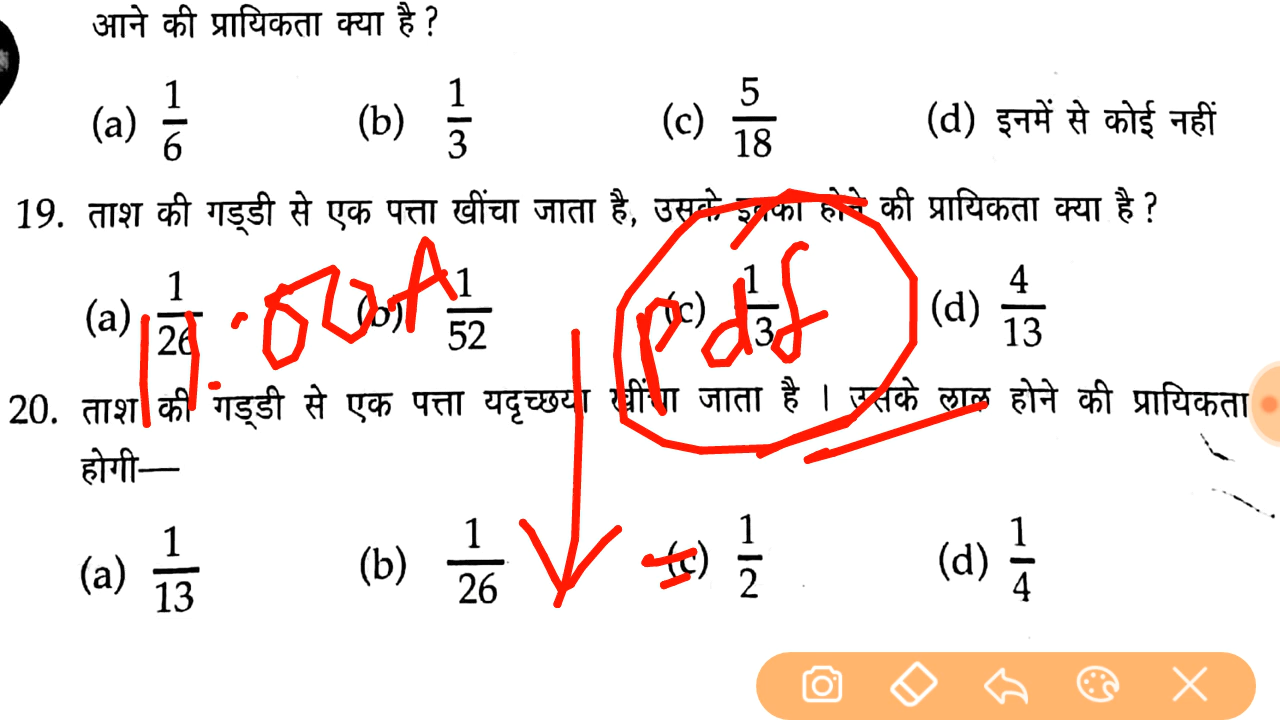 आने की प्रायिकता क्या है ?
(a) 1/6 (b) 1/3 (c) 5/18 (d) इनमें से कोई नहीं
19. ताश की गड्डी से एक पत्ता खींचा जाता है, उसके इक्का होने की प्रायिकता क्या है ?
(a) 1/26 (b) 1/52 (c) 1/13 (d) 4/13
11:00 A
pdf
20. ताश की गड्डी से एक पत्ता यदृच्छया खींचा जाता है । उसके लाल होने की प्रायिकता
होगी—
(a) 1/13 (b) 1/26 (c) 1/2 (d) 1/4